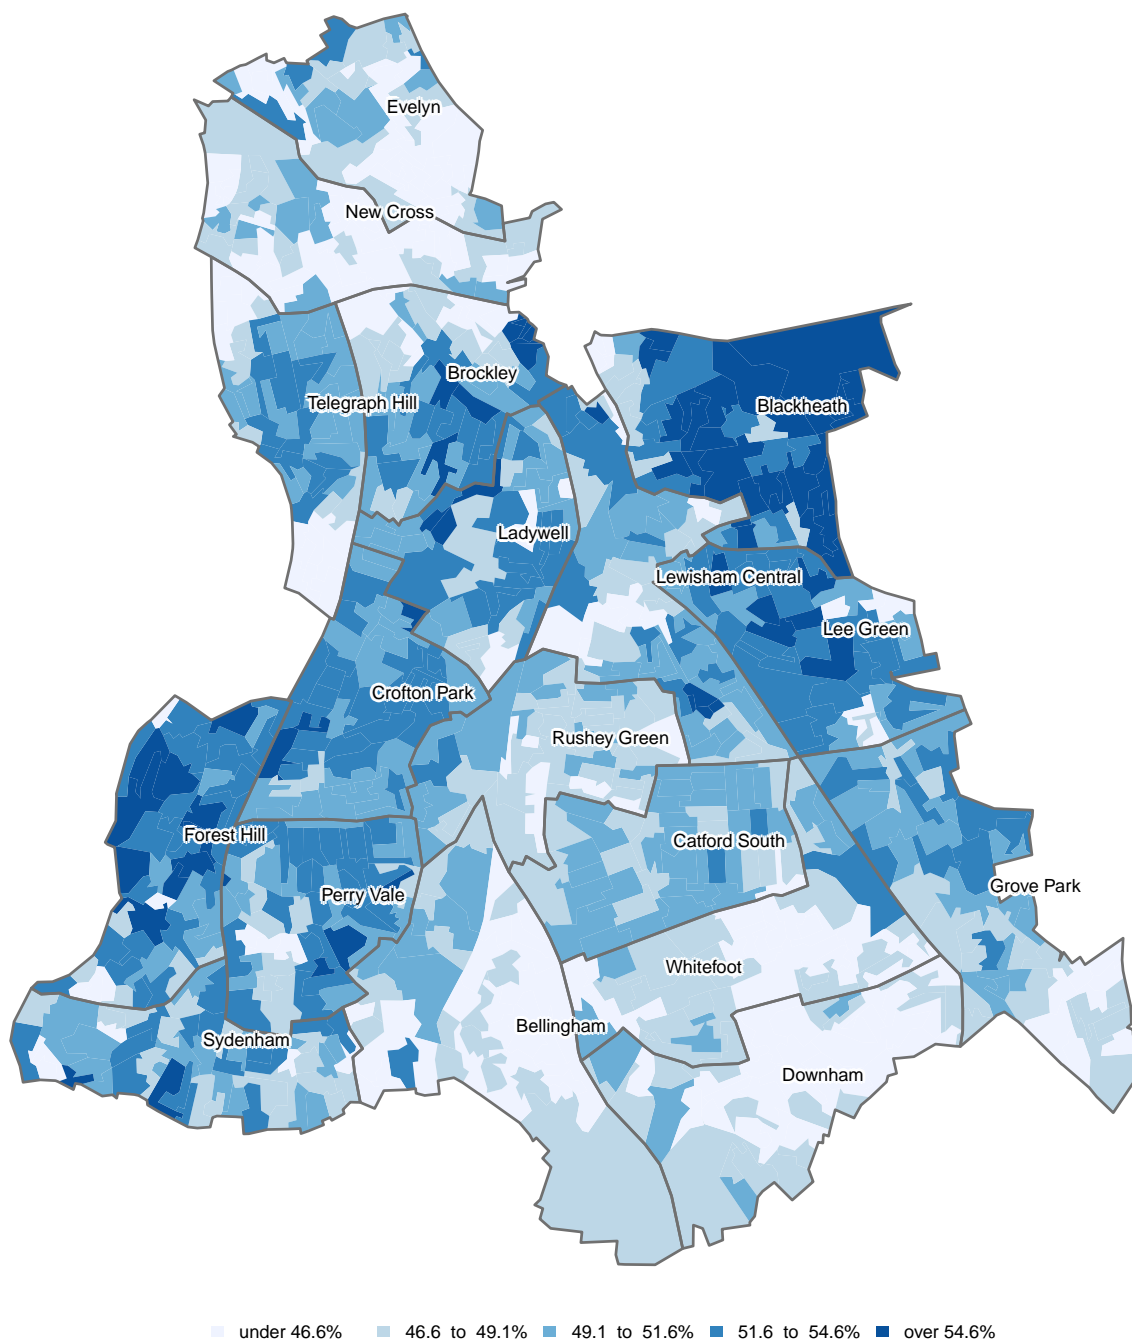 Evelyn
New Cross
Brockley
Telegraph Hill
Blackheath
Ladywell
Lewisham Central
Lee Green
Crofton Park
Rushey Green
Forest Hill
Catford South
Perry Vale
Grove Park
Whitefoot
Bellingham
Sydenham
Downham
under 46.6% 46.6 to 49.1% 49.1 to 51.6% 51.6 to 54.6% over 54.6%